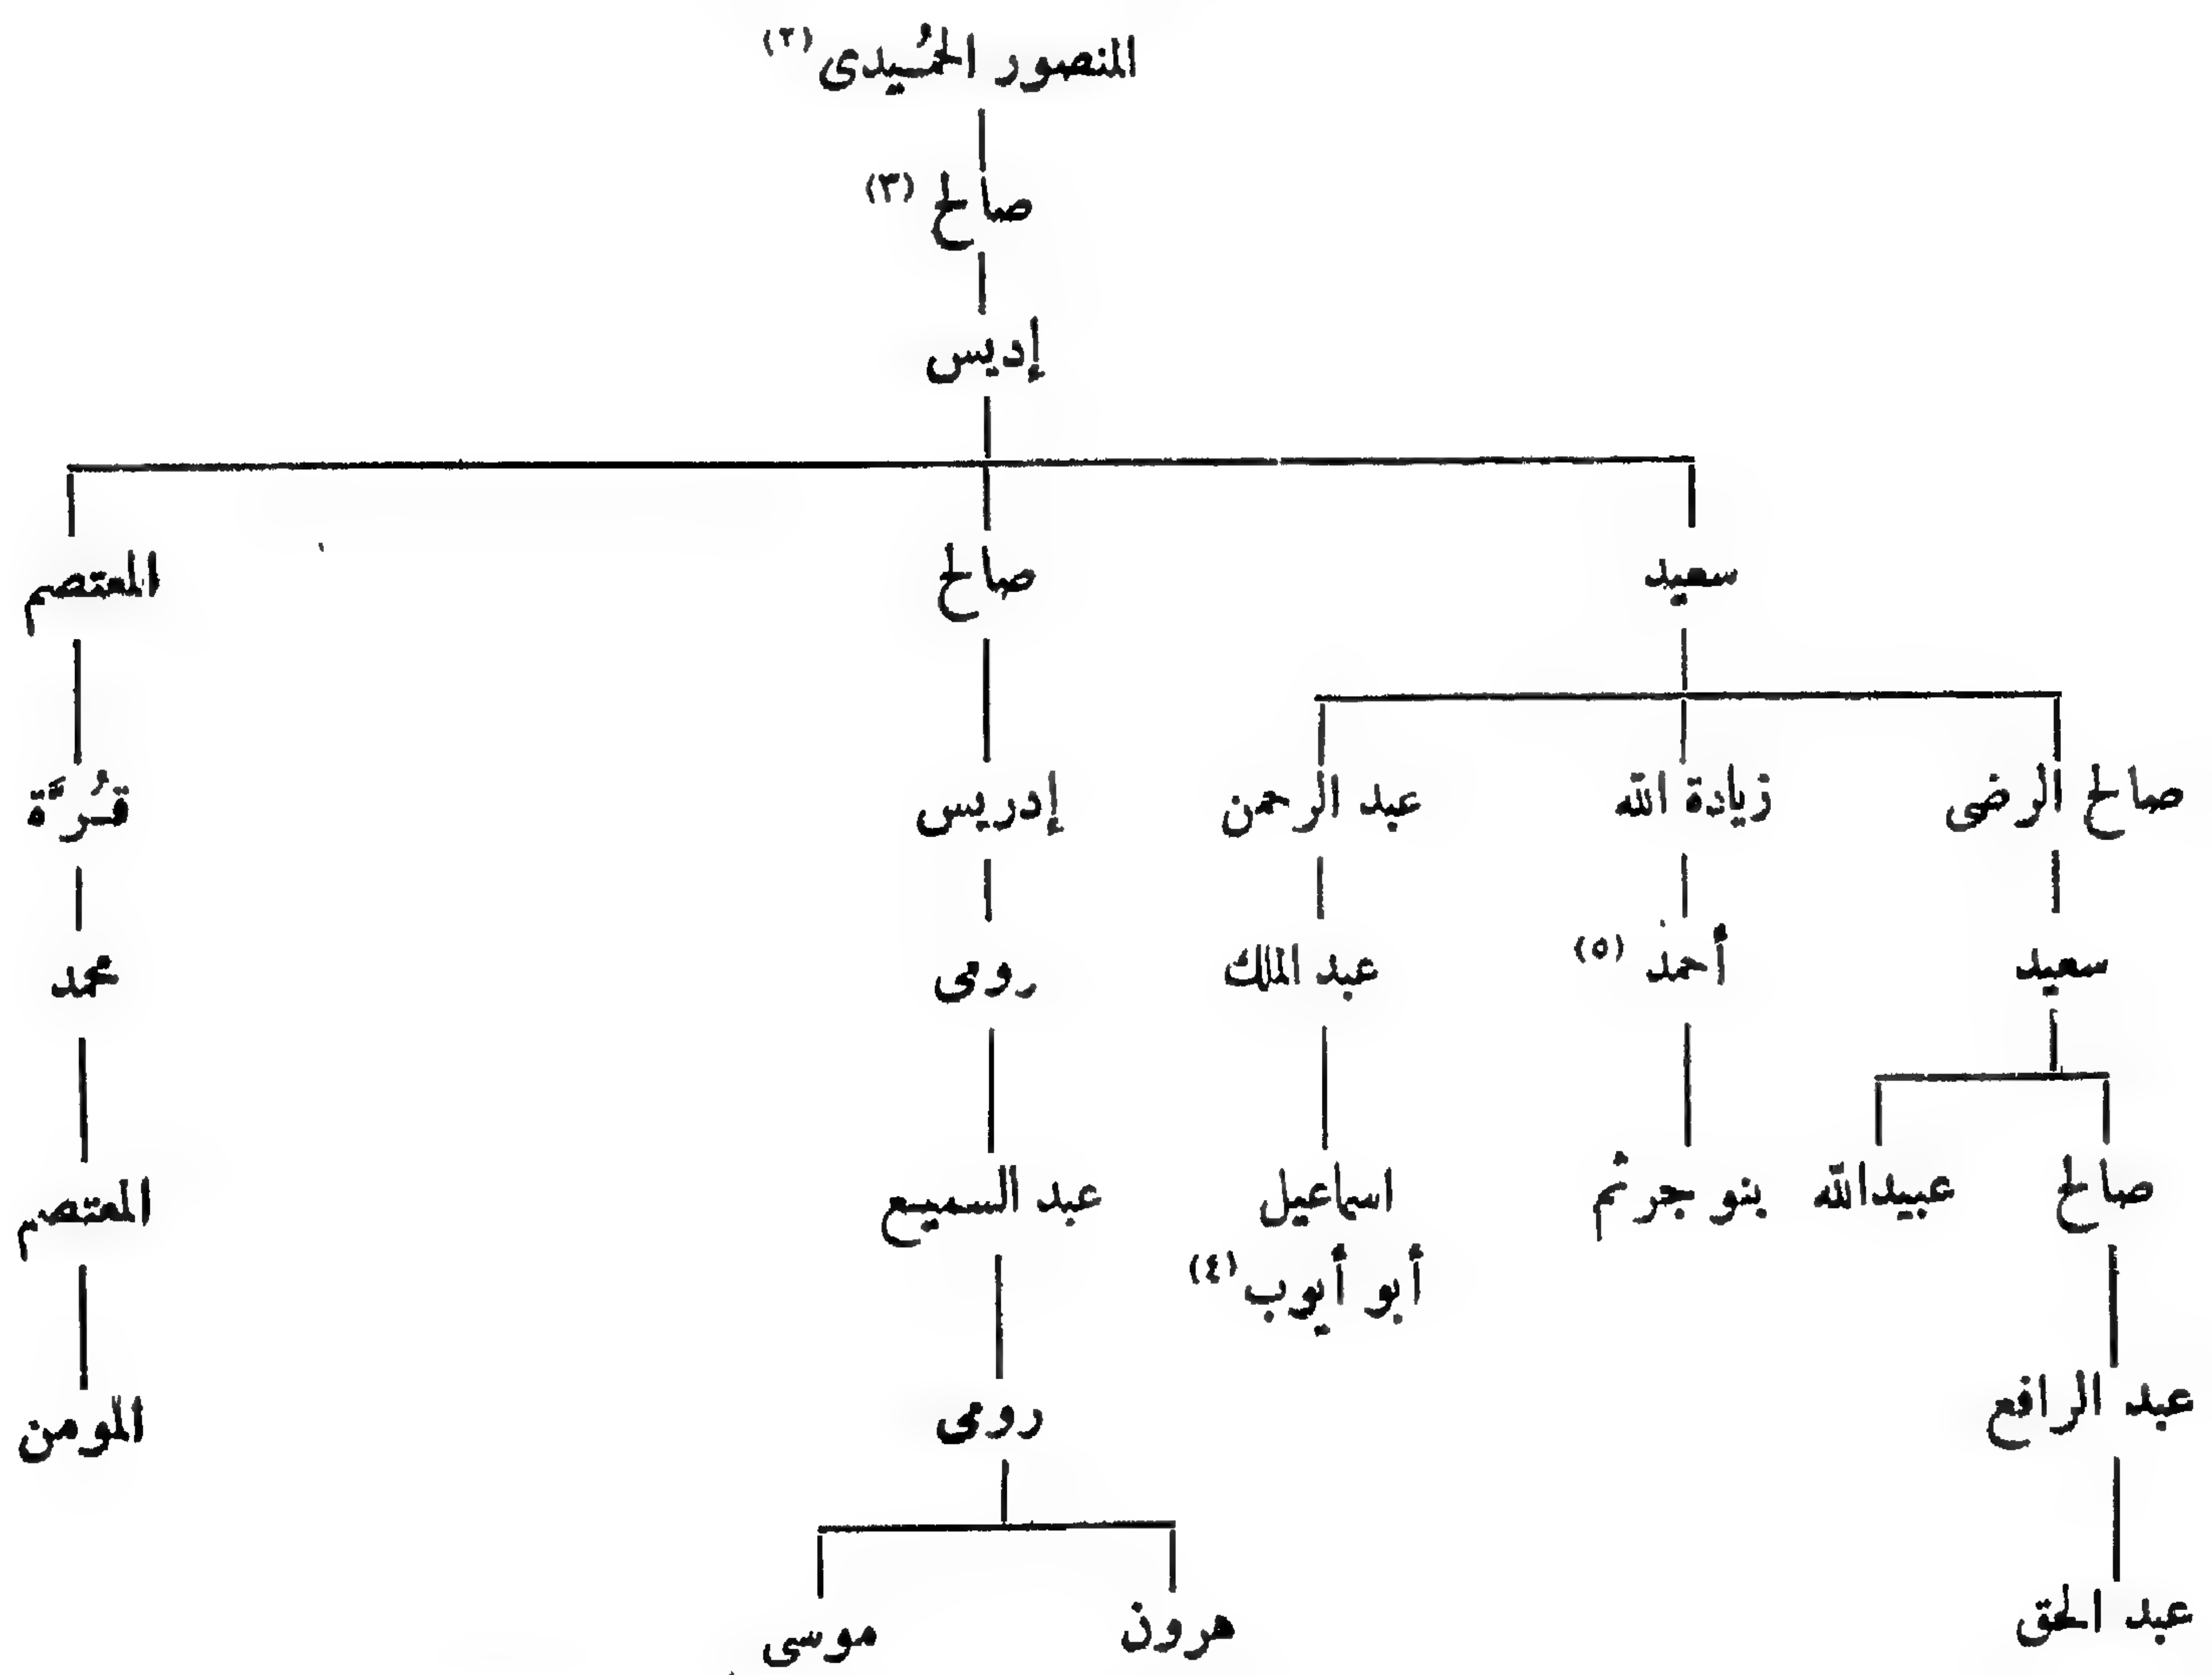 المنصور الحُميدى (٢)
صالح (٣)
إديس
سعيد
صالح
المعتصم
صالح الرضى
زيادة الله
عبد الرحمن
إدريس
قُرَّة
سعيد
أحمد (٥)
عبد الملك
رومى
محمد
صالح
عبيدالله
بنو جرثم
اسماعيل
أبو أيوب (٤)
عبد السميع
المعتصم
عبد الرافع
رومى
المومن
عبد الحق
هرون
موسى